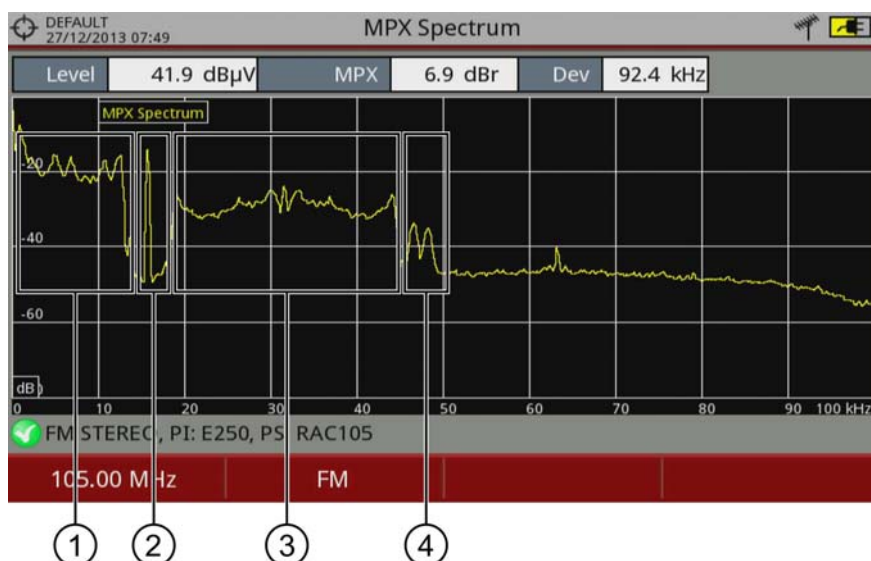 DEFAULT
27/12/2013 07:49
MPX Spectrum
Level 41.9 dBµV MPX 6.9 dBr Dev 92.4 kHz
MPX Spectrum
-20
-40
-60
dB
0 10 20 30 40 50 60 70 80 90 100 kHz
FM STEREO, PI: E250, PS: RAC105
105.00 MHz FM
1 2 3 4